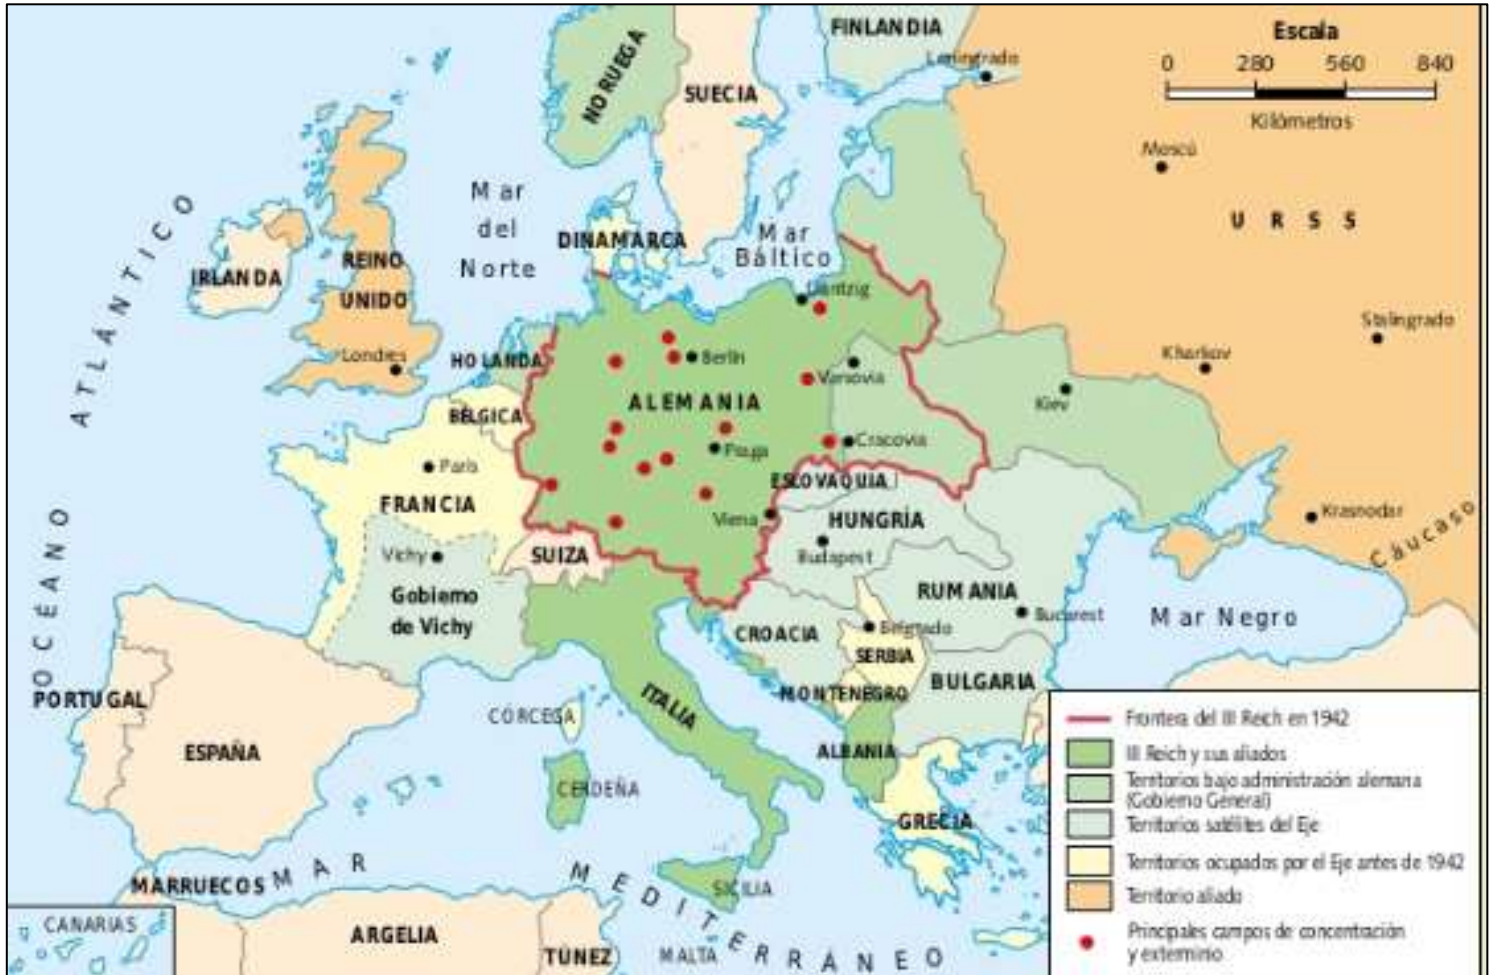 FINLANDIA
Leningrado
Escala
0 280 560 840
Kilómetros
NORUEGA
SUECIA
Moscú
URSS
Mar
del
Norte
DINAMARCA
Mar
Báltico
IRLANDA
REINO
UNIDO
Londres
OCÉANO ATLÁNTICO
Dantzig
Stalingrado
Kharkov
HOLANDA
Berlín
Varsovia
Kiev
ALEMANIA
BÉLGICA
Praga
Cracovia
París
FRANCIA
ESLOVAQUIA
Viena
HUNGRÍA
Budapest
Krasnodar
Cáucaso
Vichy
SUIZA
Gobierno
de Vichy
RUMANIA
Bucarest
Mar Negro
CROACIA
Belgrado
SERBIA
MONTENEGRO
BULGARIA
PORTUGAL
ESPAÑA
CÓRCEGA
ITALIA
ALBANIA
CERDEÑA
GRECIA
SICILIA
MARRUECOS
MAR MEDITERRÁNEO
CANARIAS
ARGELIA
TÚNEZ
MALTA
Frontera del III Reich en 1942
III Reich y sus aliados
Territorios bajo administración alemana
(Gobierno General)
Territorios satélites del Eje
Territorios ocupados por el Eje antes de 1942
Territorio aliado
Principales campos de concentración
y exterminio